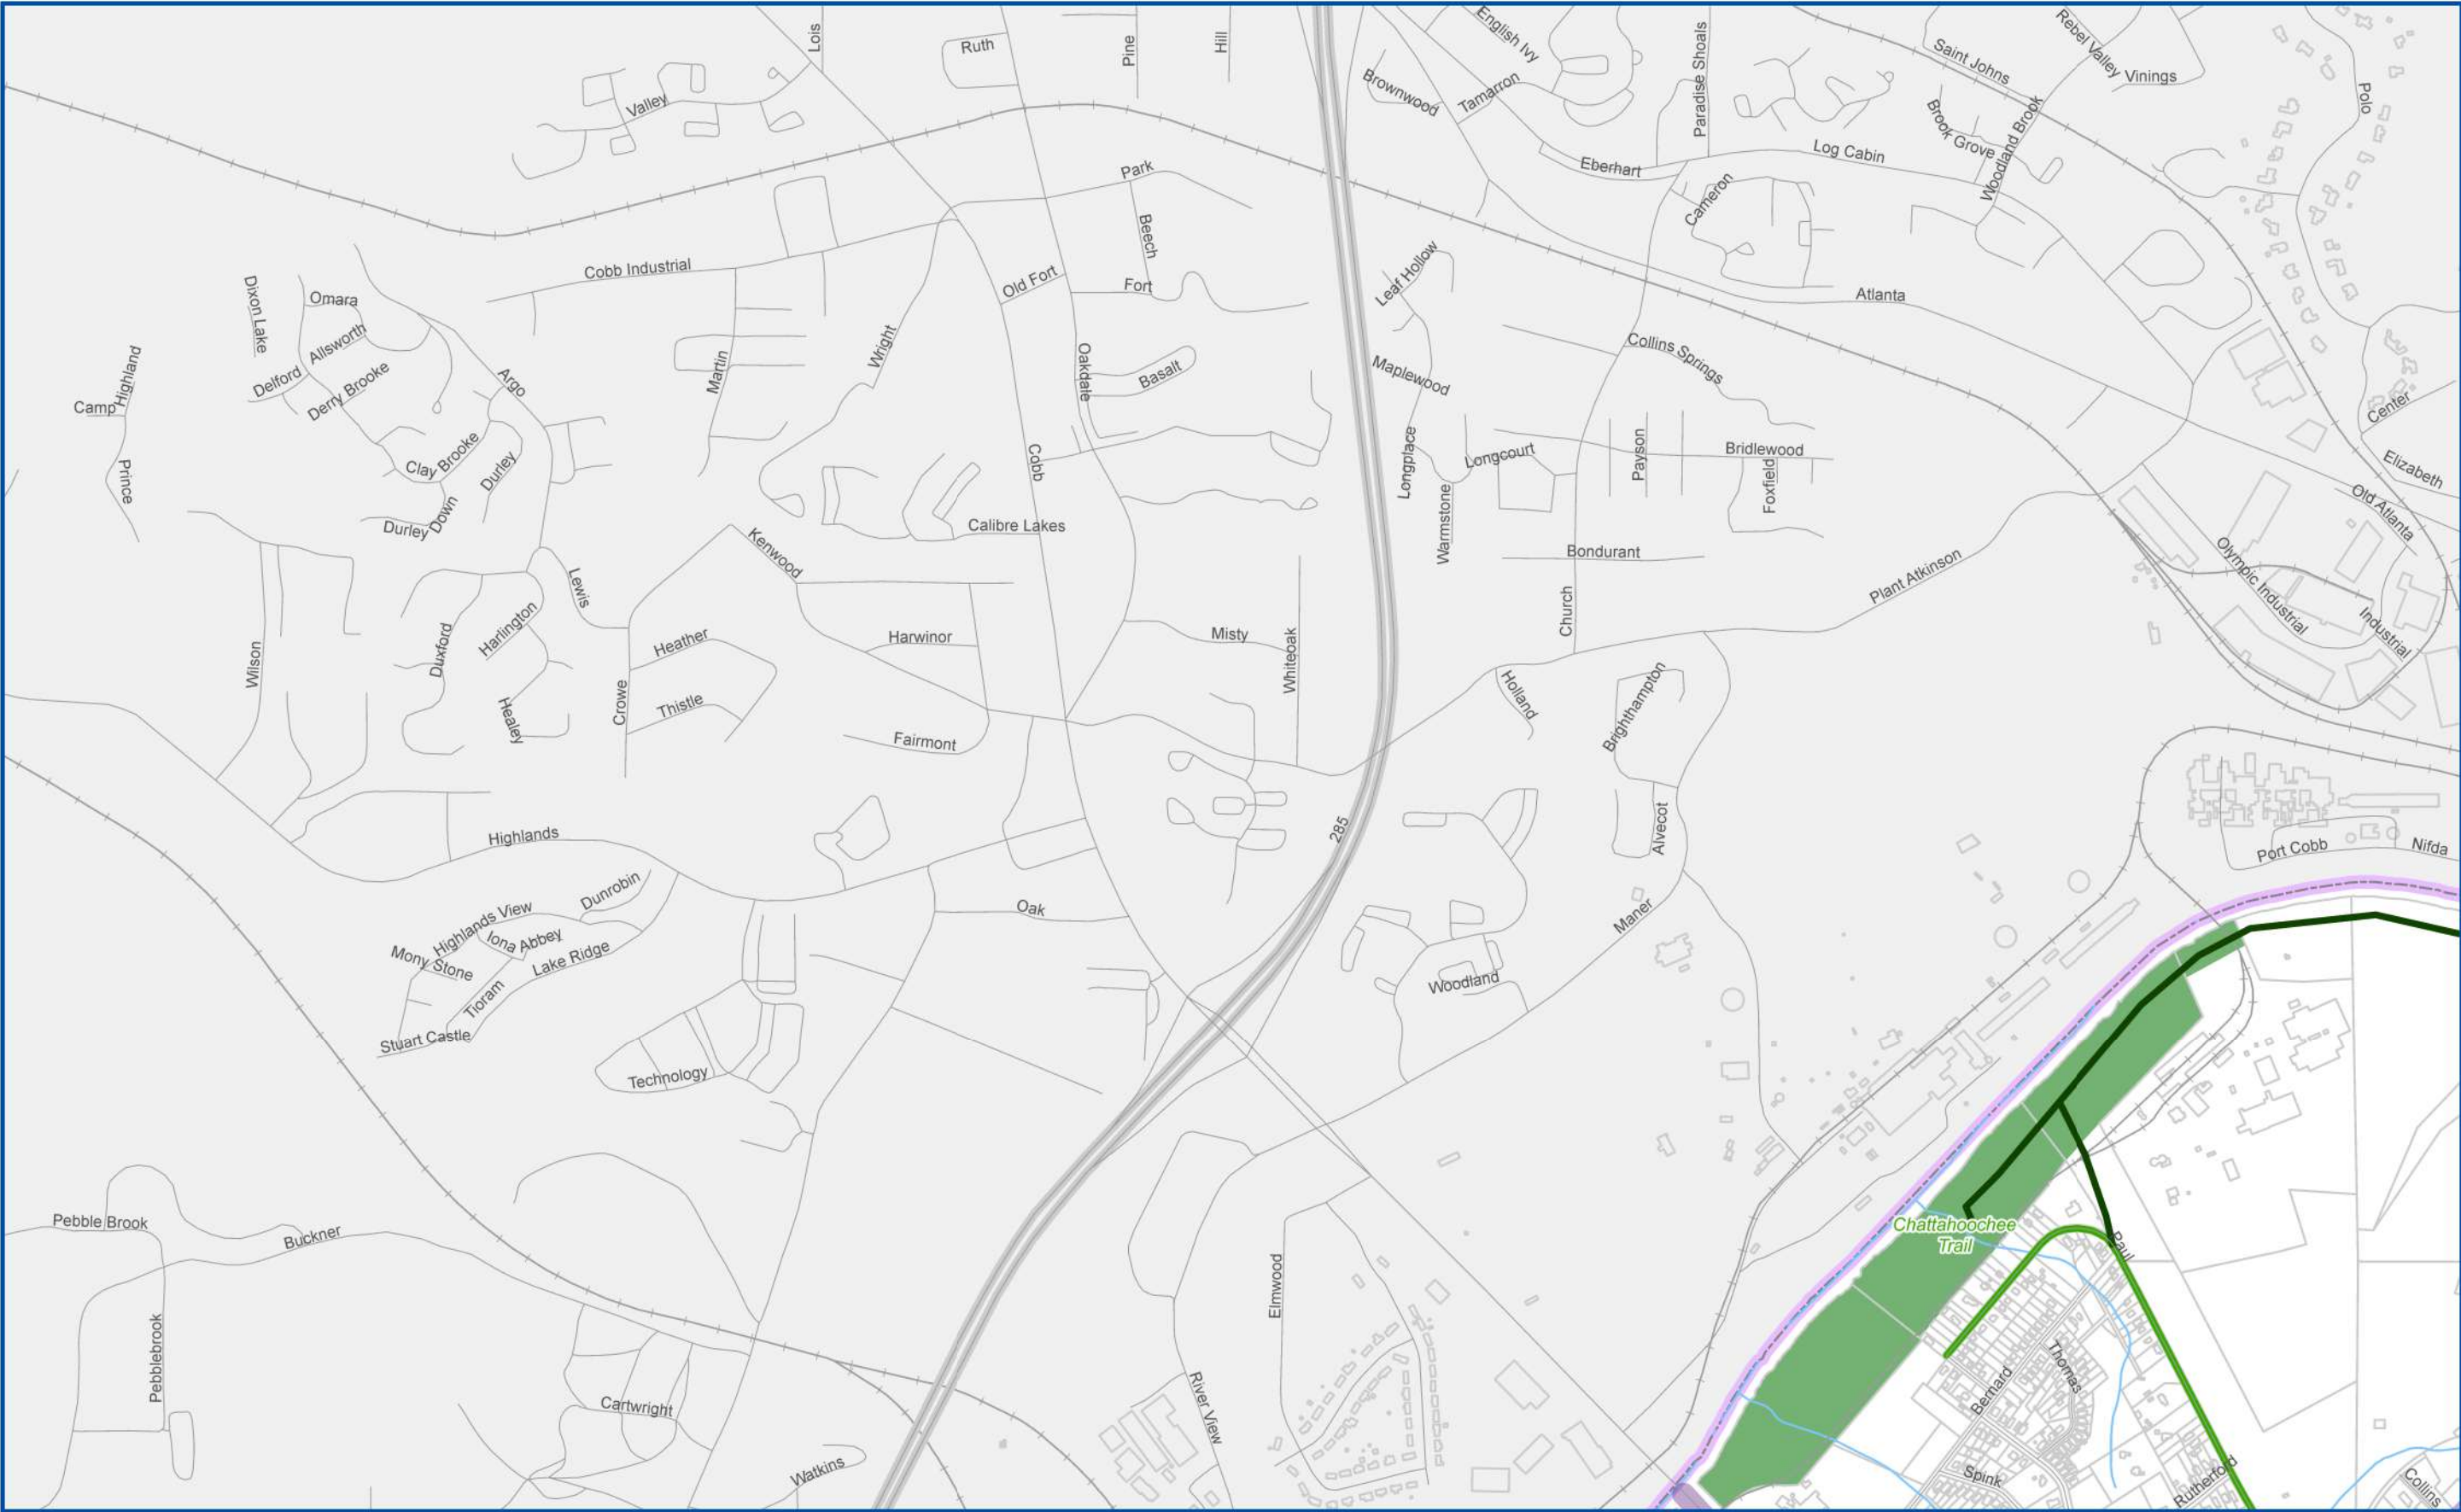 Lois
Ruth
Pine
Hill
English Ivy
Paradise Shoals
Saint Johns
Rebel Valley
Vinings
Polo
Valley
Brownwood
Tamarron
Brook Grove
Woodland Brook
Eberhart
Log Cabin
Park
Cameron
Beech
Cobb Industrial
Old Fort
Fort
Leaf Hollow
Atlanta
Dixon Lake
Omara
Allsworth
Wright
Oakdale
Basalt
Maplewood
Collins Springs
Highland
Camp
Delford
Derry Brooke
Argo
Martin
Center
Prince
Clay Brooke
Durley
Cobb
Longplace
Longcourt
Payson
Bridlewood
Foxfield
Elizabeth
Old Atlanta
Durley
Down
Calibre Lakes
Warmstone
Kenwood
Bondurant
Plant Atkinson
Olympic Industrial
Industrial
Lewis
Harlington
Church
Wilson
Duxford
Heather
Harwinor
Misty
Whiteoak
Crowe
Thistle
Healey
Fairmont
Holland
Brighthampton
Highlands
285
Alvecot
Port Cobb
Nifda
Dunrobin
Highlands View
Iona Abbey
Mony Stone
Lake Ridge
Oak
Maner
Tioram
Woodland
Stuart Castle
Technology
Pebble Brook
Buckner
Chattahoochee
Trail
Paul
Elmwood
Pebblebrook
River View
Thomas
Bernard
Cartwright
Watkins
Spink
Rutherford
Collins